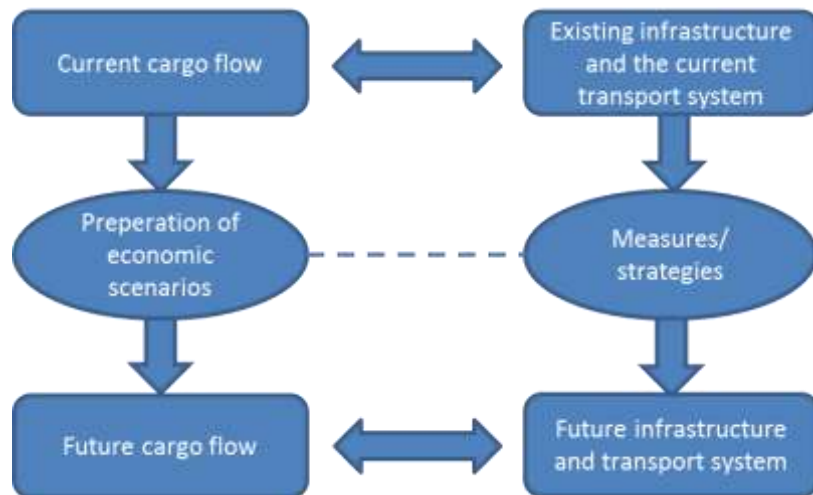 Current cargo flow
Existing infrastructure
and the current
transport system
Preperation of
economic
scenarios
Measures/
strategies
Future cargo flow
Future infrastructure
and transport system